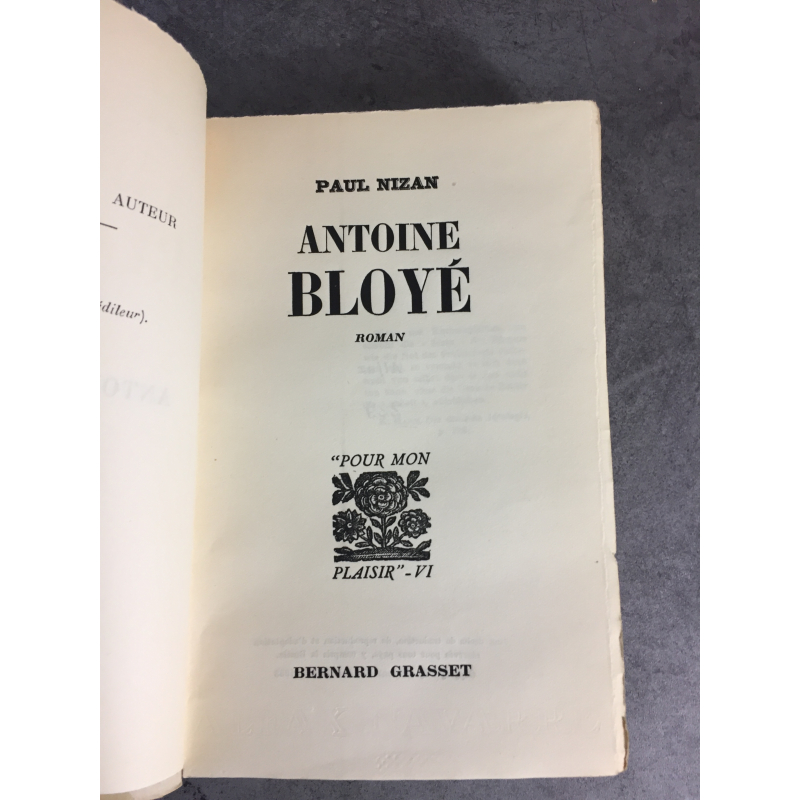 AUTEUR
PAUL NIZAN
ANTOINE
BLOYÉ
ROMAN
"POUR MON
PLAISIR"-VI
BERNARD GRASSET